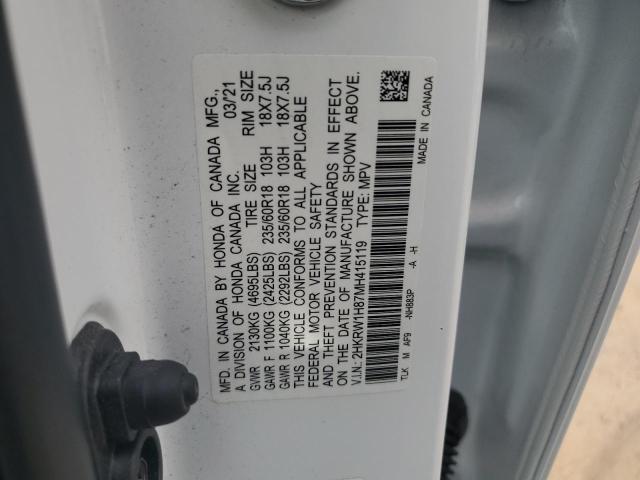 MFD. IN CANADA BY HONDA OF CANADA MFG.,
A DIVISION OF HONDA CANADA INC. 03/21
GVWR 2130KG (4695LBS) TIRE SIZE RIM SIZE
GAWR F 1100KG (2425LBS) 235/60R18 103H 18X7.5J
GAWR R 1040KG (2292LBS) 235/60R18 103H 18X7.5J
THIS VEHICLE CONFORMS TO ALL APPLICABLE
FEDERAL MOTOR VEHICLE SAFETY
AND THEFT PREVENTION STANDARDS IN EFFECT
ON THE DATE OF MANUFACTURE SHOWN ABOVE.
V.I.N.: 2HKRW1H87MH415119 TYPE: MPV
TLK M AF9 -NH883P -A -H
MADE IN CANADA